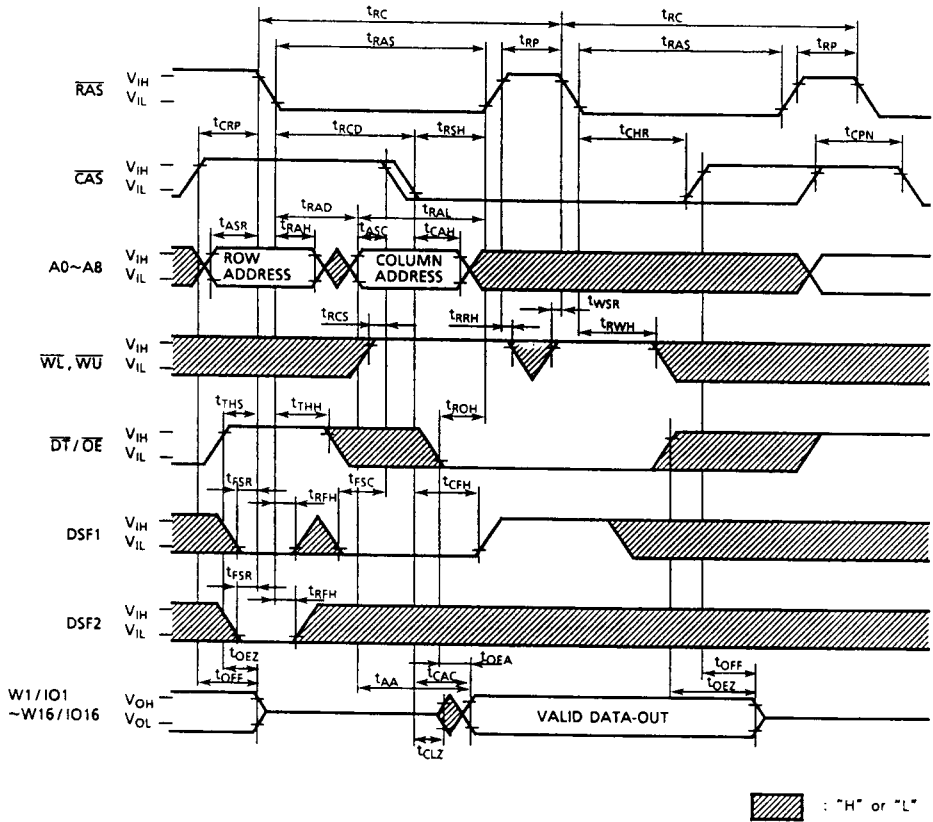 tRC tRC
tRAS tRP tRAS tRP
RAS VIH VIL
tCRP tRCD tRSH tCHR tCPN
CAS VIH VIL
tRAD tRAL
tASR tRAH tASC tCAH
A0~A8 VIH VIL ROW ADDRESS COLUMN ADDRESS
tWSR
tRCS tRRH tRWH
WL, WU VIH VIL
tTHS tTHH tROH
DT/OE VIH VIL
tFSR tRFH tFSC tCFH
DSF1 VIH VIL
tFSR tRFH
DSF2 VIH VIL
tOEZ tOEA
tOFF tAA tCAC tOFF
tOEZ
W1/IO1 ~W16/IO16 VOH VOL VALID DATA-OUT
tCLZ
: "H" or "L"